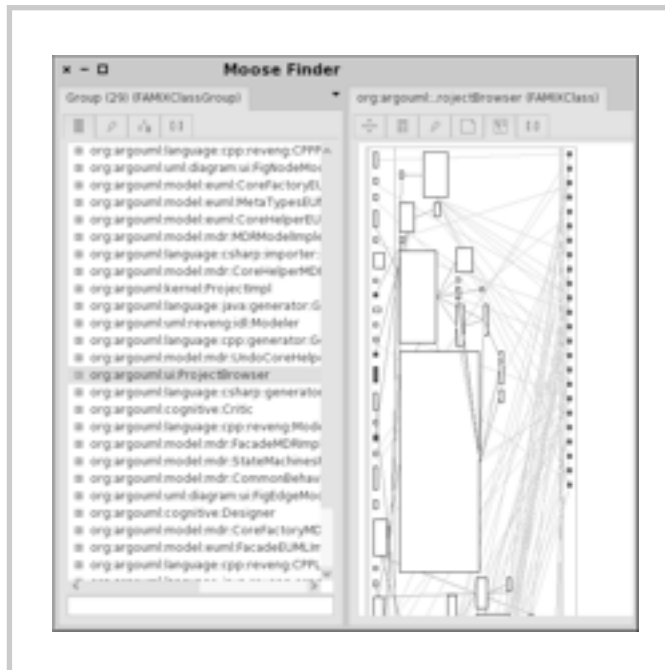 Moose Finder
Group (29) (FAMIXClassGroup)
org:argouml:..rojectBrowser (FAMIXClass)
org:argouml:language:cpp:reveng:CPPP
org:argouml:uml:diagram:ui:FigNodeMo
org:argouml:model:euml:CoreFactoryEU
org:argouml:model:euml:MetaTypesEUM
org:argouml:model:euml:CoreHelperEU
org:argouml:model:mdr:MDRModelImple
org:argouml:language:csharp:importer:
org:argouml:model:mdr:CoreHelperMDR
org:argouml:kernel:ProjectImpl
org:argouml:language:java:generator:G
org:argouml:uml:reveng:idl:Modeler
org:argouml:language:cpp:generator:G
org:argouml:model:mdr:UndoCoreHelp
org:argouml:ui:ProjectBrowser
org:argouml:language:csharp:generator
org:argouml:cognitive:Critic
org:argouml:language:cpp:reveng:Mode
org:argouml:model:mdr:FacadeMDRImp
org:argouml:model:mdr:StateMachines
org:argouml:model:mdr:CommonBehav
org:argouml:uml:diagram:ui:FigEdgeMo
org:argouml:cognitive:Designer
org:argouml:model:mdr:CoreFactoryMD
org:argouml:model:euml:FacadeEUMLIm
org:argouml:language:cpp:reveng:CPPL